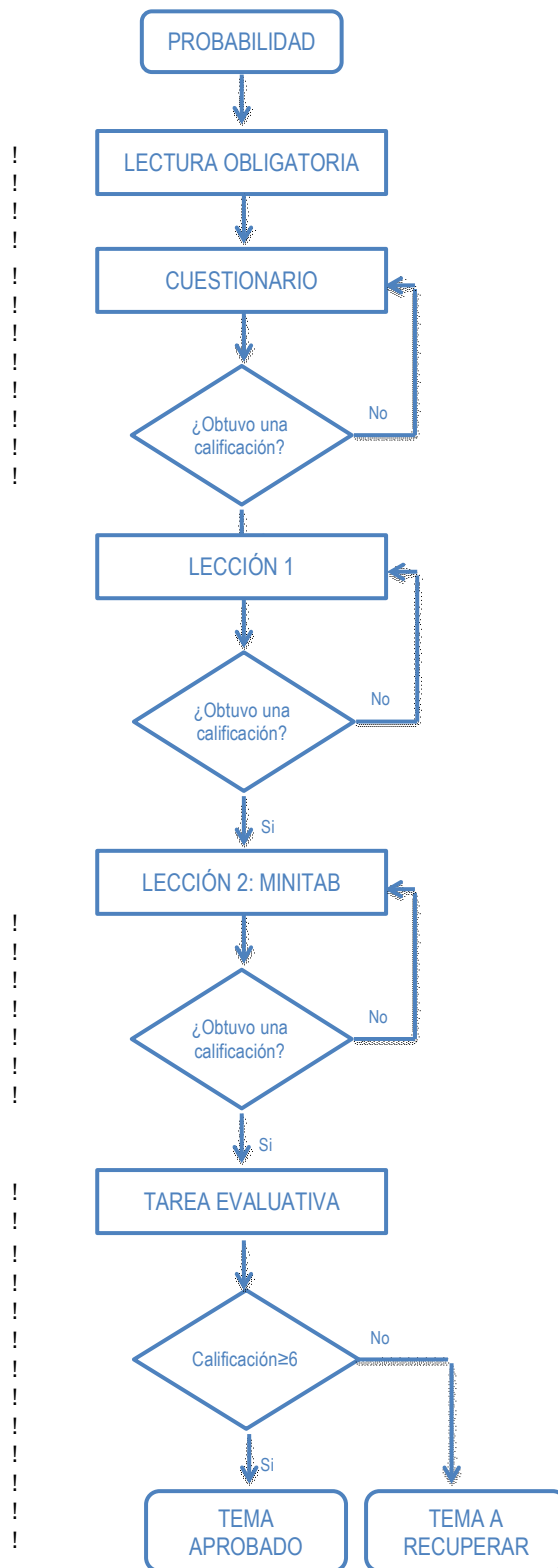 PROBABILIDAD
!
LECTURA OBLIGATORIA
!
!
!
!
CUESTIONARIO
!
!
!
!
No
¿Obtuvo una
!
calificación?
!
!
LECCIÓN 1
No
¿Obtuvo una
calificación?
Si
LECCIÓN 2: MINITAB
!
!
!
!
No
¿Obtuvo una
!
calificación?
!
!
Si
!
TAREA EVALUATIVA
!
!
!
!
No
!
Calificación≥6
!
!
!
Si
!
!
TEMA
APROBADO
TEMA A
RECUPERAR
!
!